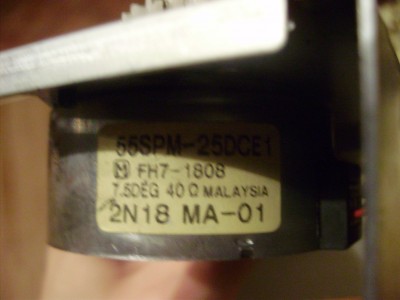 55SPM-25DCE1
M FH7-1808
7.5DEG 40Ω MALAYSIA
2N18 MA-01